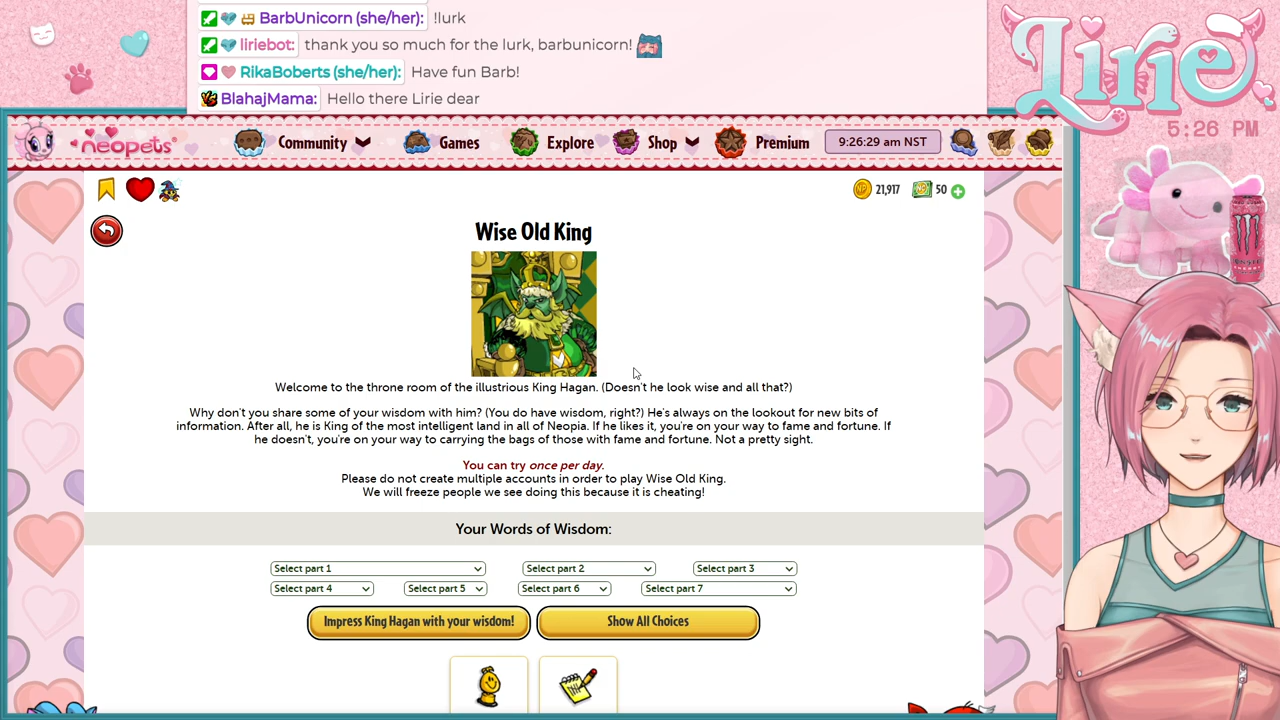 BarbUnicorn (she/her): !lurk
liriebot: thank you so much for the lurk, barbunicorn!
RikaBoberts (she/her): Have fun Barb!
BlahajMama: Hello there Lirie dear
Lirie
5:26 PM
neopets
Community
Games
Explore
Shop
Premium
9:26:29 am NST
NP 21,917
NP 50
Wise Old King
Welcome to the throne room of the illustrious King Hagan. (Doesn't he look wise and all that?)
Why don't you share some of your wisdom with him? (You do have wisdom, right?) He's always on the lookout for new bits of
information. After all, he is King of the most intelligent land in all of Neopia. If he likes it, you're on your way to fame and fortune. If
he doesn't, you're on your way to carrying the bags of those with fame and fortune. Not a pretty sight.
You can try once per day.
Please do not create multiple accounts in order to play Wise Old King.
We will freeze people we see doing this because it is cheating!
Your Words of Wisdom:
Select part 1
Select part 2
Select part 3
Select part 4
Select part 5
Select part 6
Select part 7
Impress King Hagan with your wisdom!
Show All Choices